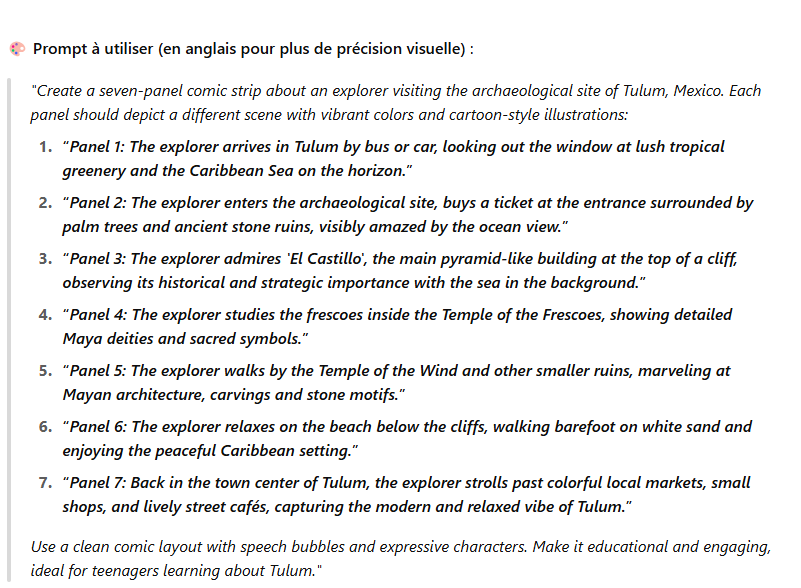 🎨 Prompt à utiliser (en anglais pour plus de précision visuelle) :
"Create a seven-panel comic strip about an explorer visiting the archaeological site of Tulum, Mexico. Each
panel should depict a different scene with vibrant colors and cartoon-style illustrations:
1. "Panel 1: The explorer arrives in Tulum by bus or car, looking out the window at lush tropical
greenery and the Caribbean Sea on the horizon."
2. "Panel 2: The explorer enters the archaeological site, buys a ticket at the entrance surrounded by
palm trees and ancient stone ruins, visibly amazed by the ocean view."
3. "Panel 3: The explorer admires 'El Castillo', the main pyramid-like building at the top of a cliff,
observing its historical and strategic importance with the sea in the background."
4. "Panel 4: The explorer studies the frescoes inside the Temple of the Frescoes, showing detailed
Maya deities and sacred symbols."
5. "Panel 5: The explorer walks by the Temple of the Wind and other smaller ruins, marveling at
Mayan architecture, carvings and stone motifs."
6. "Panel 6: The explorer relaxes on the beach below the cliffs, walking barefoot on white sand and
enjoying the peaceful Caribbean setting."
7. "Panel 7: Back in the town center of Tulum, the explorer strolls past colorful local markets, small
shops, and lively street cafés, capturing the modern and relaxed vibe of Tulum."
Use a clean comic layout with speech bubbles and expressive characters. Make it educational and engaging,
ideal for teenagers learning about Tulum."